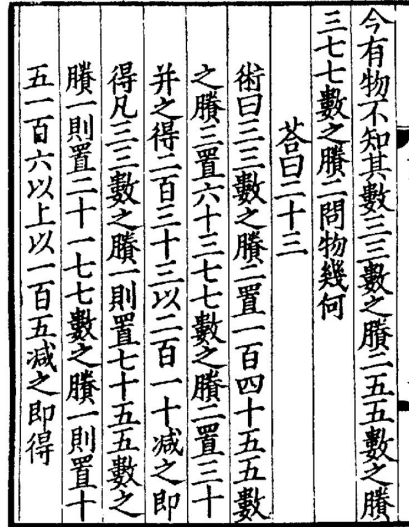 今有物不知其數三三數之賸二五五數之賸
三七七數之賸二問物幾何
荅曰二十三
術曰三三數之賸二置一百四十五五數
之賸三置六十三七七數之賸二置三十
并之得二百三十三以二百一十減之即
得凡三三數之賸一則置七十五五數之
賸一則置二十一七七數之賸一則置十
五一百六以上以一百五減之即得